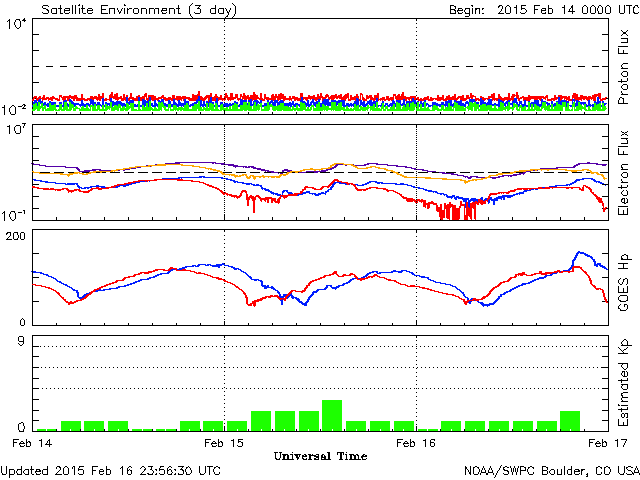 Satellite Environment (3 day)
Begin: 2015 Feb 14 0000 UTC
10⁴
10⁻²
Proton Flux
10⁷
10⁻¹
Electron Flux
200
0
GOES Hp
9
0
Estimated Kp
Feb 14
Feb 15
Feb 16
Feb 17
Universal Time
Updated 2015 Feb 16 23:56:30 UTC
NOAA/SWPC Boulder, CO USA